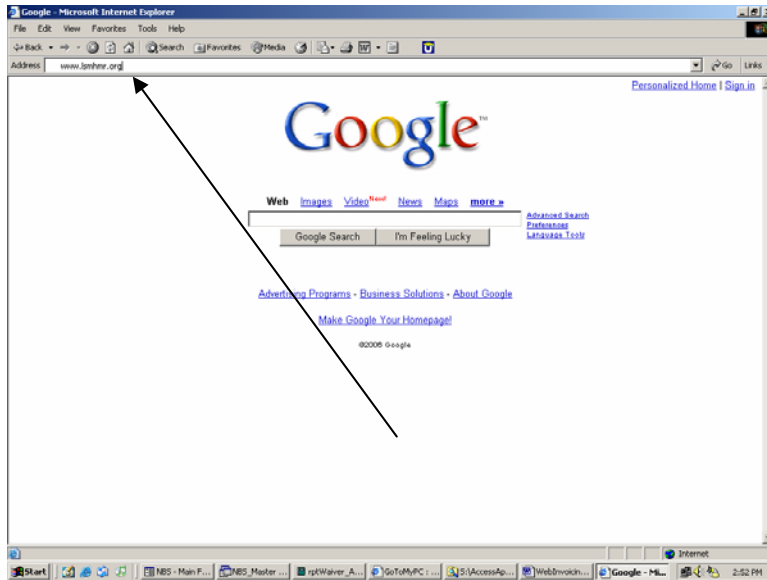 Google - Microsoft Internet Explorer
File Edit View Favorites Tools Help
Back Search Favorites Media
Address www.lsmhmr.org Go Links
Personalized Home | Sign in
Google™
Web Images Video New! News Maps more »
Advanced Search
Preferences
Language Tools
Google Search I'm Feeling Lucky
Advertising Programs - Business Solutions - About Google
Make Google Your Homepage!
©2006 Google
Internet
Start NBS - Main F... NBS_Master ... rptWaiver_A... GoToMyPC : ... S:\AccessAp... WebInvoicin... Google - Mi... 2:52 PM